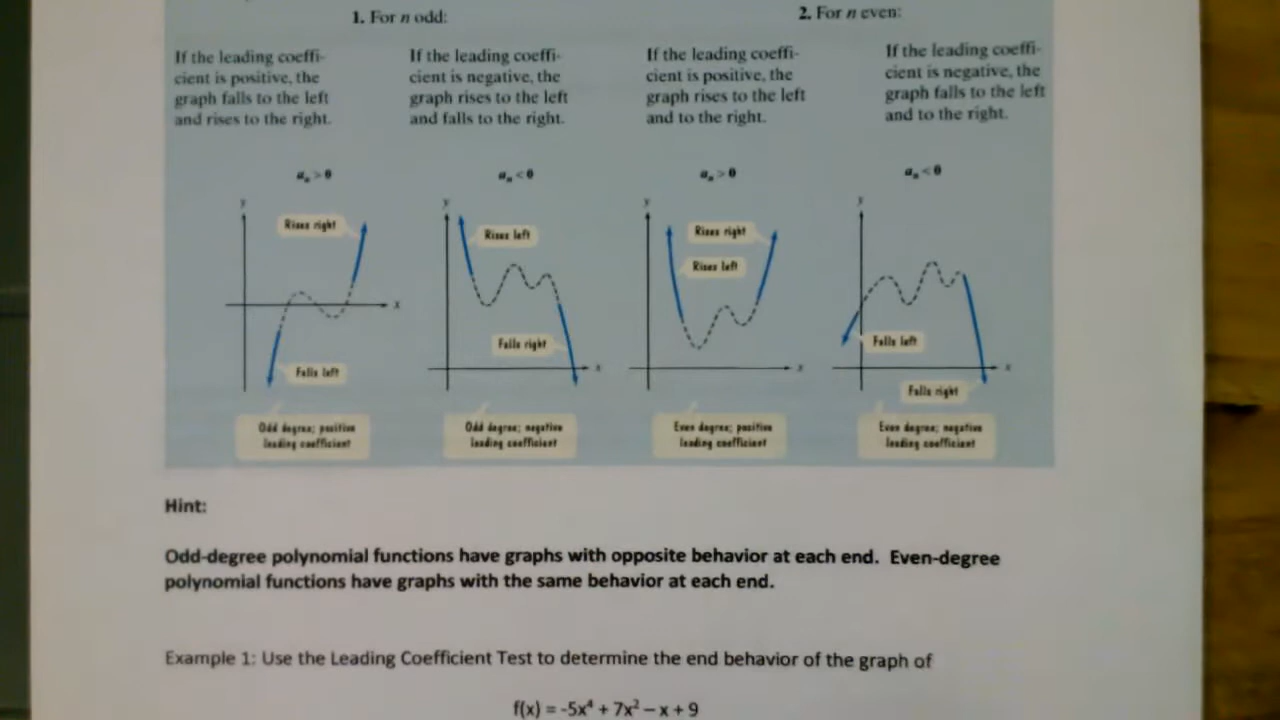 1. For n odd:
2. For n even:
If the leading coeffi-
cient is positive, the
graph falls to the left
and rises to the right.
If the leading coeffi-
cient is negative, the
graph rises to the left
and falls to the right.
If the leading coeffi-
cient is positive, the
graph rises to the left
and to the right.
If the leading coeffi-
cient is negative, the
graph falls to the left
and to the right.
aₙ > 0
aₙ < 0
aₙ > 0
aₙ < 0
y
Rises right
x
Falls left
Odd degree; positive
leading coefficient
y
Rises left
Falls right
x
Odd degree; negative
leading coefficient
y
Rises right
Rises left
x
Even degree; positive
leading coefficient
y
Falls left
x
Falls right
Even degree; negative
leading coefficient
Hint:
Odd-degree polynomial functions have graphs with opposite behavior at each end. Even-degree
polynomial functions have graphs with the same behavior at each end.
Example 1: Use the Leading Coefficient Test to determine the end behavior of the graph of
f(x) = -5x⁴ + 7x² – x + 9